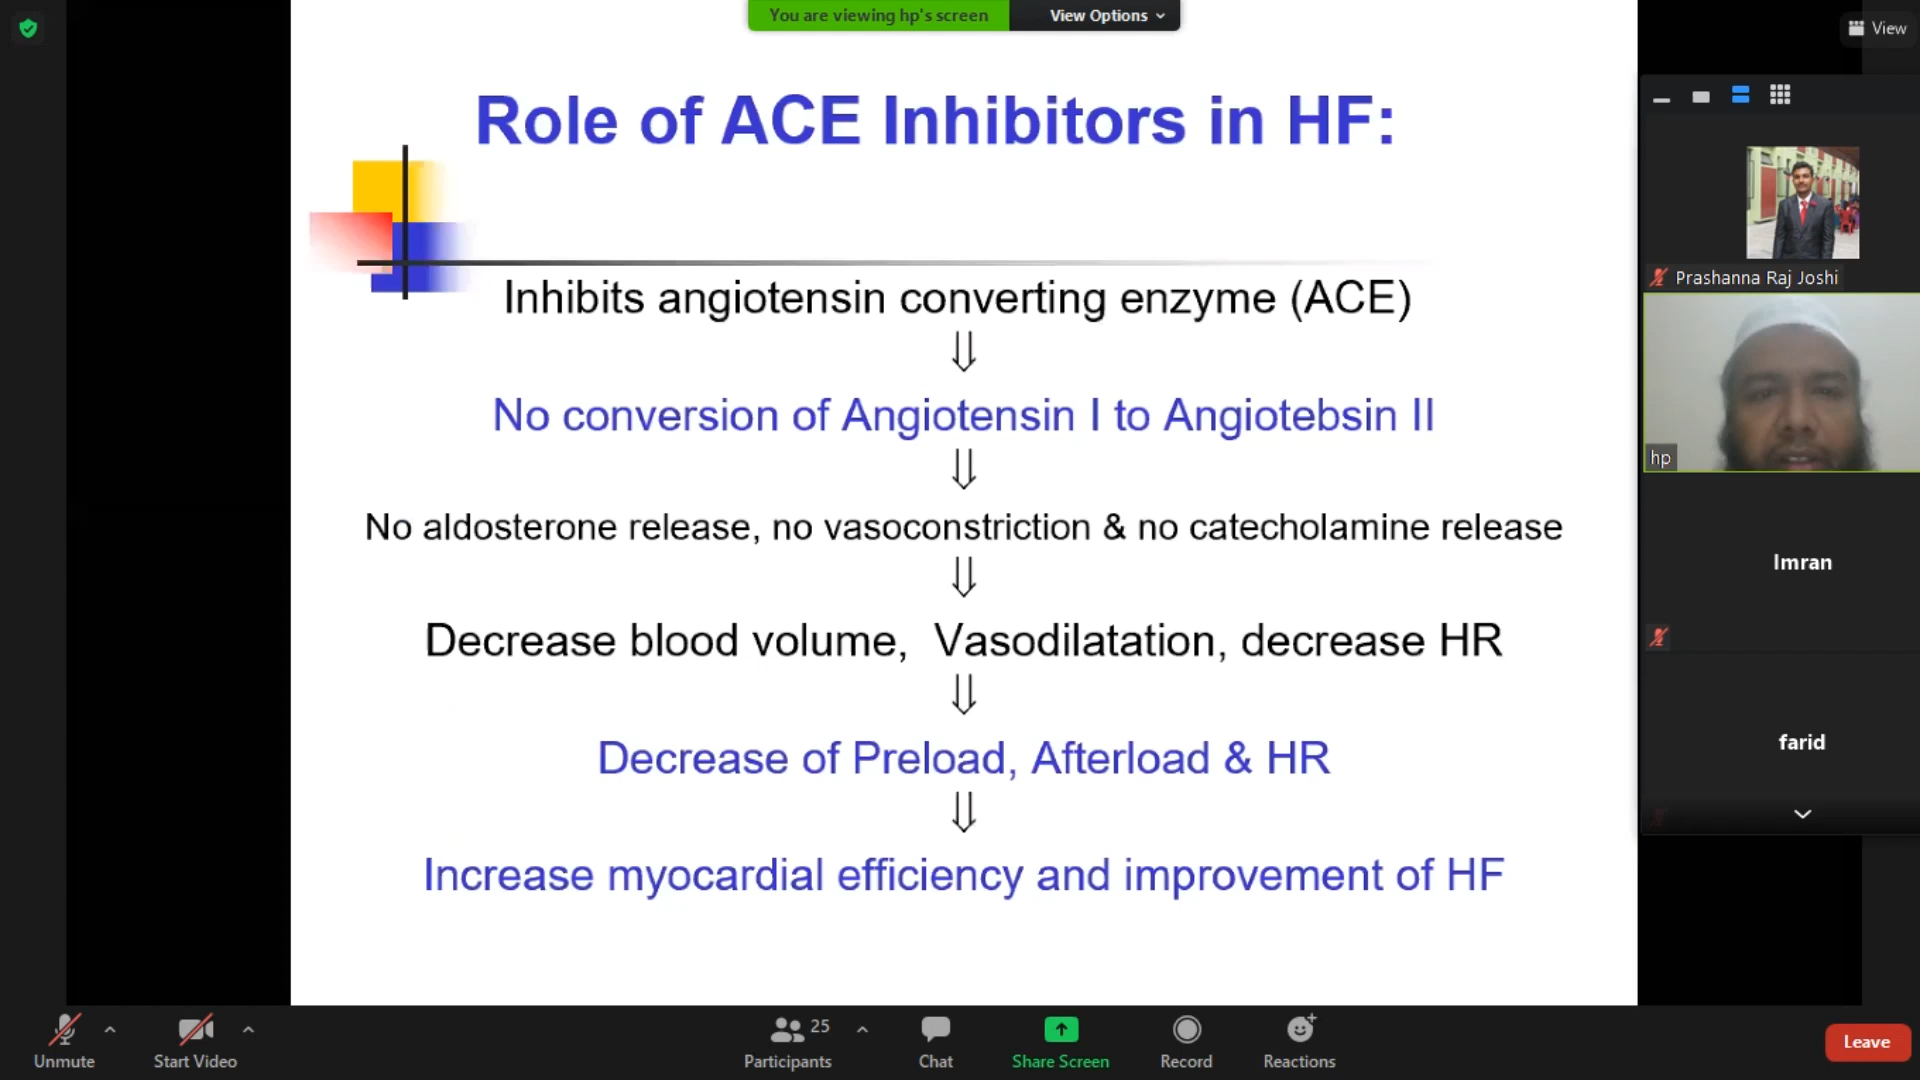 You are viewing hp's screen
View Options
View
Role of ACE Inhibitors in HF:
Inhibits angiotensin converting enzyme (ACE)
⇓
No conversion of Angiotensin I to Angiotebsin II
⇓
No aldosterone release, no vasoconstriction & no catecholamine release
⇓
Decrease blood volume, Vasodilatation, decrease HR
⇓
Decrease of Preload, Afterload & HR
⇓
Increase myocardial efficiency and improvement of HF
Prashanna Raj Joshi
hp
Imran
farid
Unmute
Start Video
25
Participants
Chat
Share Screen
Record
Reactions
Leave